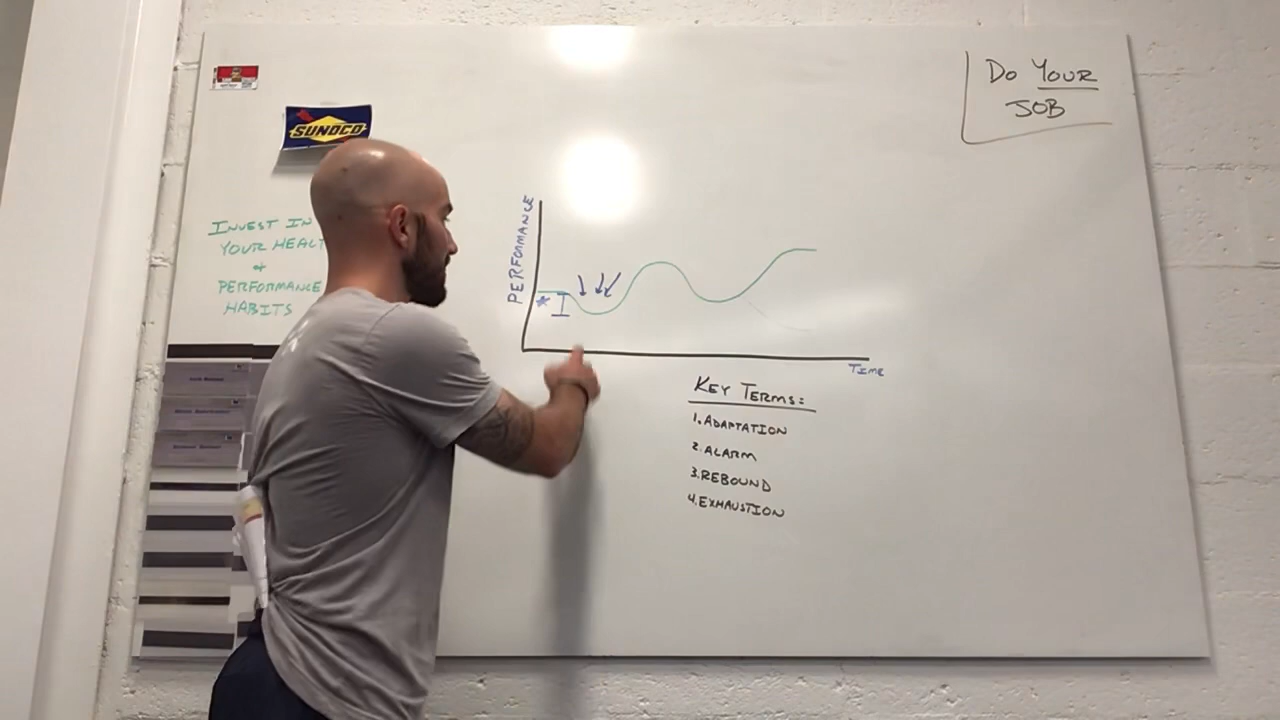 SUNOCO
DO YOUR
JOB
INVEST IN
YOUR HEALT
+
PERFORMANCE
HABITS
PERFORMANCE
*
TIME
KEY TERMS:
1. ADAPTATION
2. ALARM
3. REBOUND
4. EXHAUSTION